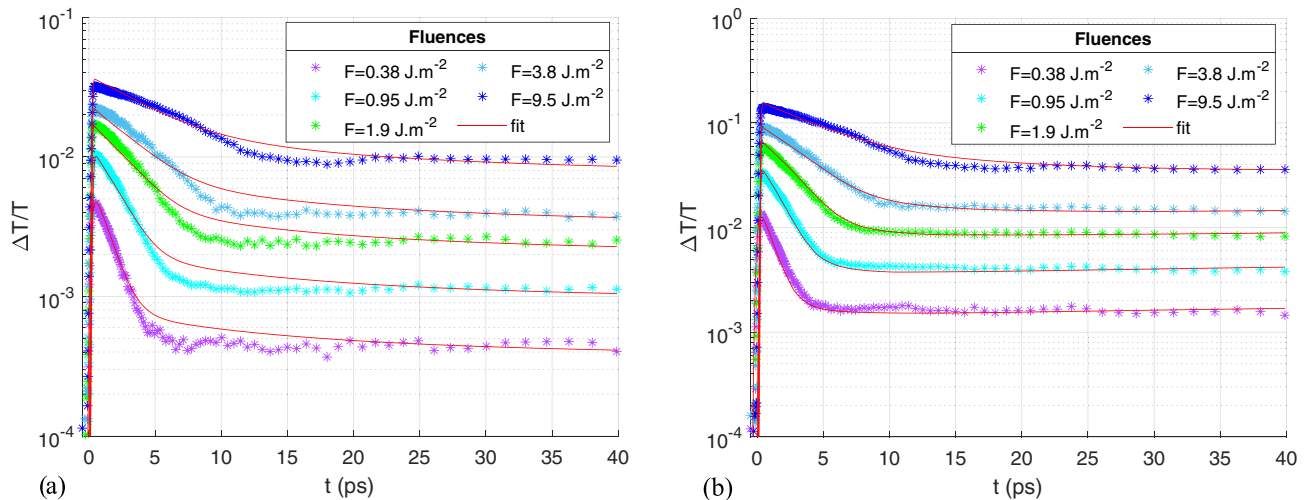 10^-1
10^-2
10^-3
10^-4
ΔT/T
0 5 10 15 20 25 30 35 40
t (ps)
(a)
Fluences
F=0.38 J.m^-2 F=3.8 J.m^-2
F=0.95 J.m^-2 F=9.5 J.m^-2
F=1.9 J.m^-2 fit
10^0
10^-1
10^-2
10^-3
10^-4
ΔT/T
0 5 10 15 20 25 30 35 40
t (ps)
(b)
Fluences
F=0.38 J.m^-2 F=3.8 J.m^-2
F=0.95 J.m^-2 F=9.5 J.m^-2
F=1.9 J.m^-2 fit